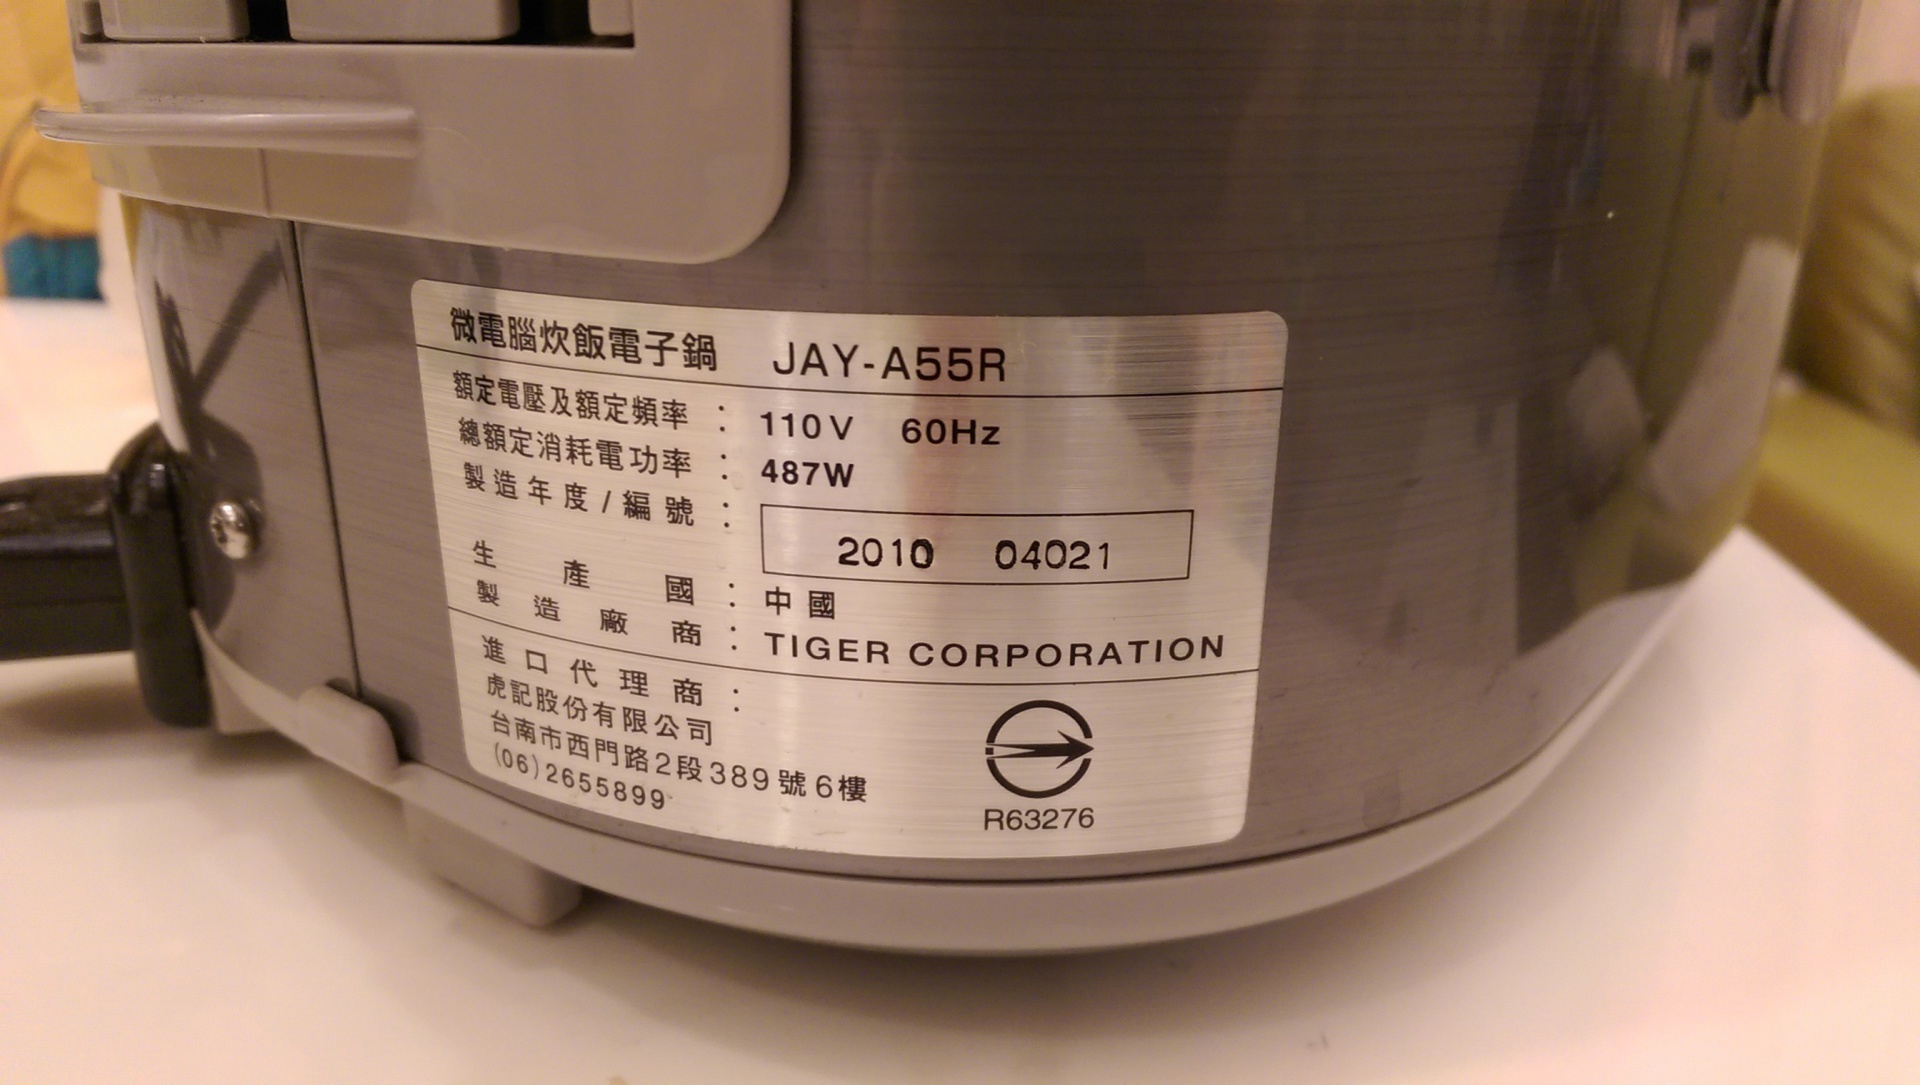 微電腦炊飯電子鍋 JAY-A55R
額定電壓及額定頻率 : 110V 60Hz
總額定消耗電功率 : 487W
製造年度/編號 : 2010 04021
生產國 : 中國
製造廠商 : TIGER CORPORATION
進口代理商 :
虎記股份有限公司
台南市西門路2段389號6樓
(06)2655899
R63276